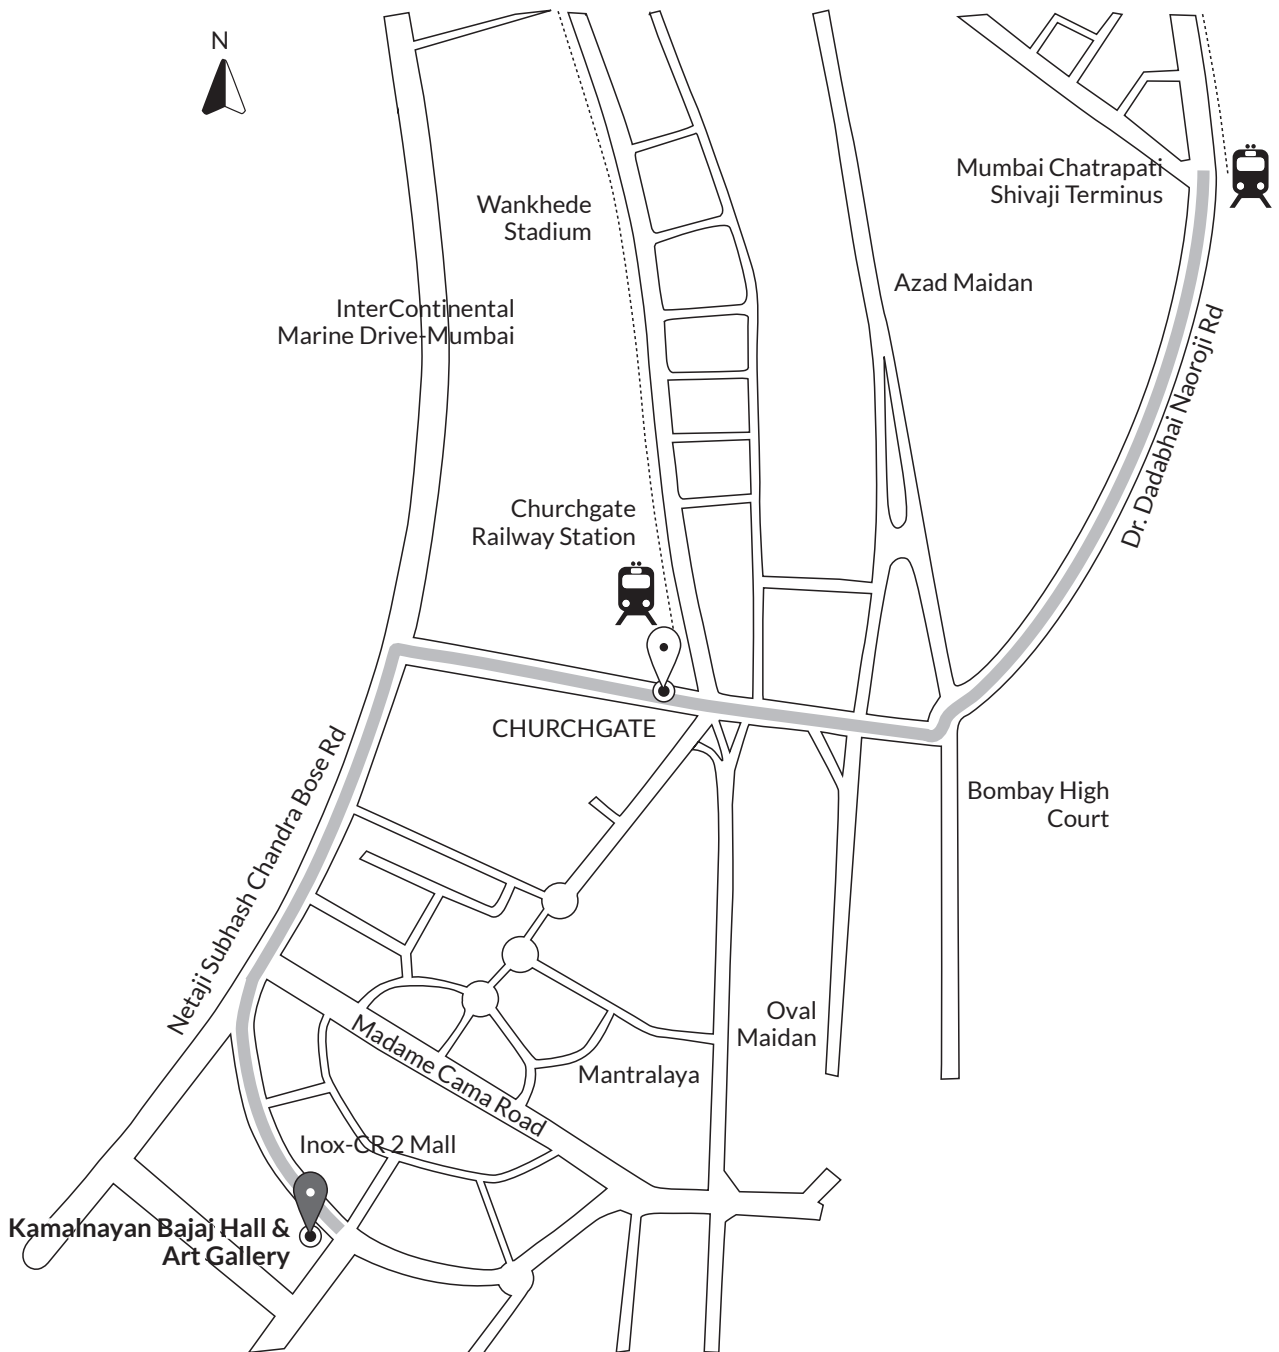 N
Mumbai Chatrapati
Shivaji Terminus
Wankhede
Stadium
Azad Maidan
InterContinental
Marine Drive-Mumbai
Dr. Dadabhai Naoroji Rd
Churchgate
Railway Station
CHURCHGATE
Netaji Subhash Chandra Bose Rd
Bombay High
Court
Oval
Maidan
Madame Cama Road
Mantralaya
Inox-CR 2 Mall
Kamalnayan Bajaj Hall &
Art Gallery